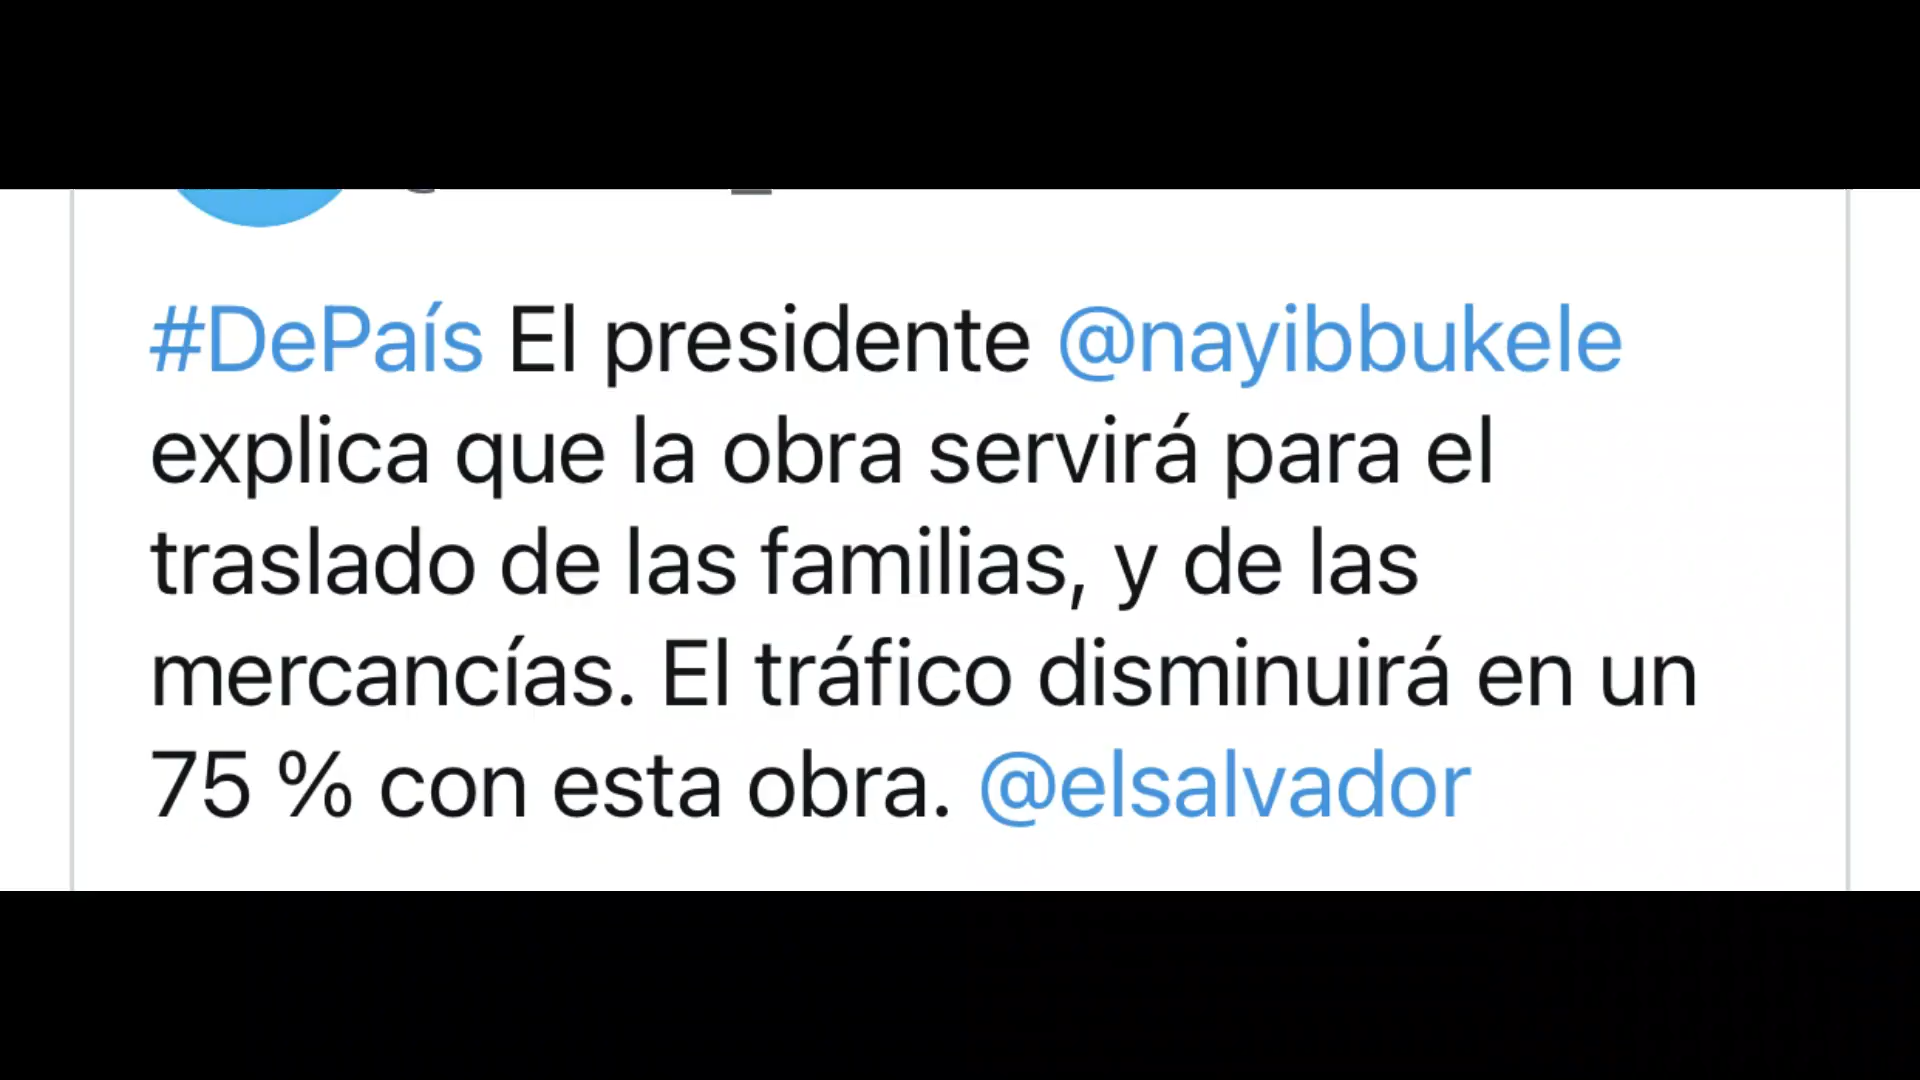 #DePaís El presidente @nayibbukele
explica que la obra servirá para el
traslado de las familias, y de las
mercancías. El tráfico disminuirá en un
75 % con esta obra. @elsalvador